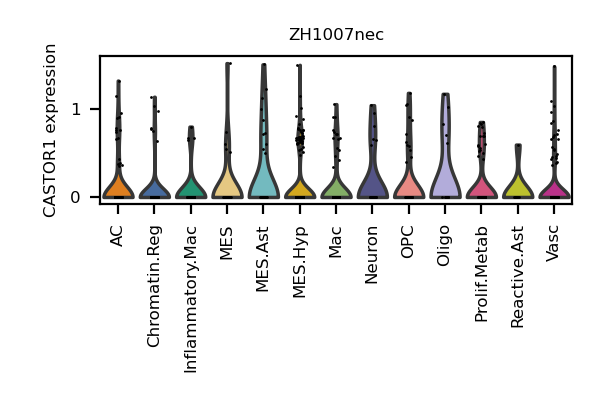 ZH1007nec
CASTOR1 expression
1
0
AC
Chromatin.Reg
Inflammatory.Mac
MES
MES.Ast
MES.Hyp
Mac
Neuron
OPC
Oligo
Prolif.Metab
Reactive.Ast
Vasc